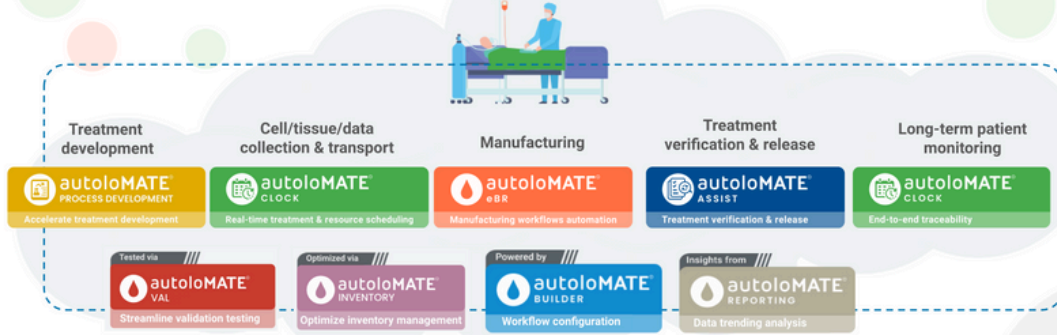 Treatment
development
Cell/tissue/data
collection & transport
Manufacturing
Treatment
verification & release
Long-term patient
monitoring
autoloMATE®
PROCESS DEVELOPMENT
Accelerate treatment development
autoloMATE®
CLOCK
Real-time treatment & resource scheduling
autoloMATE®
eBR
Manufacturing workflows automation
autoloMATE®
ASSIST
Treatment verification & release
autoloMATE®
CLOCK
End-to-end traceability
Tested via
autoloMATE®
VAL
Streamline validation testing
Optimized via
autoloMATE®
INVENTORY
Optimize inventory management
Powered by
autoloMATE®
BUILDER
Workflow configuration
Insights from
autoloMATE®
REPORTING
Data trending analysis